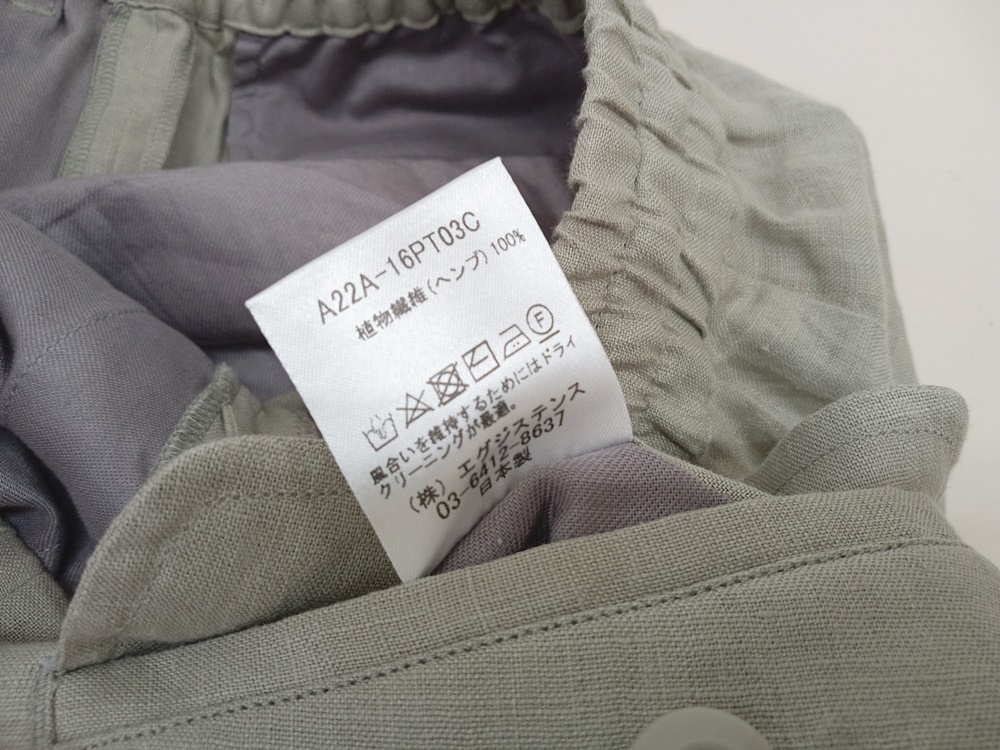 A22A-16PT03C
植物繊維(ヘンプ)100%
F
風合いを維持するためにはドライ
クリーニングが最適。
(株) エグジステンス
03-6412-8637
日本製